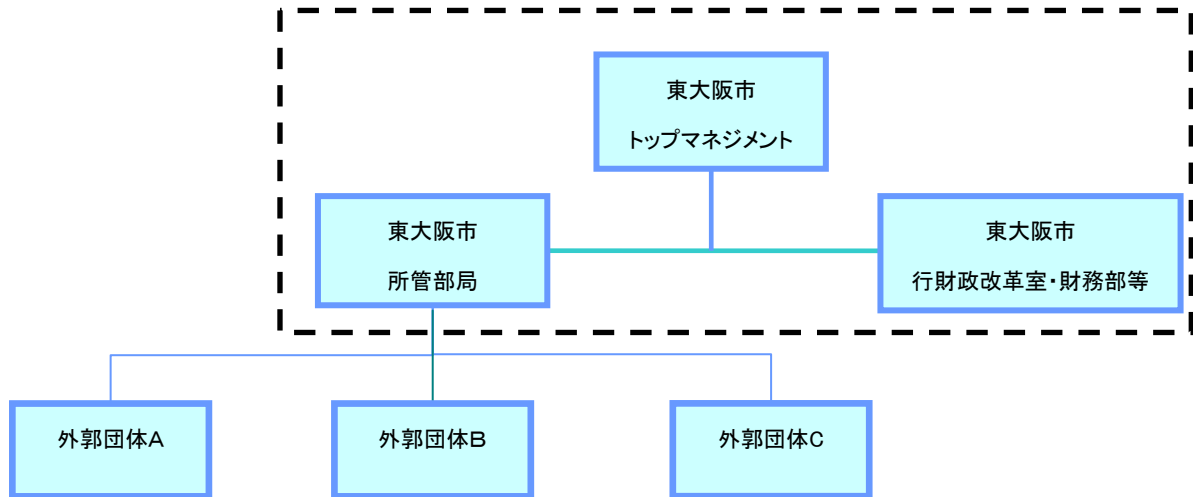 東大阪市
トップマネジメント
東大阪市
所管部局
東大阪市
行財政改革室・財務部等
外郭団体A
外郭団体B
外郭団体C